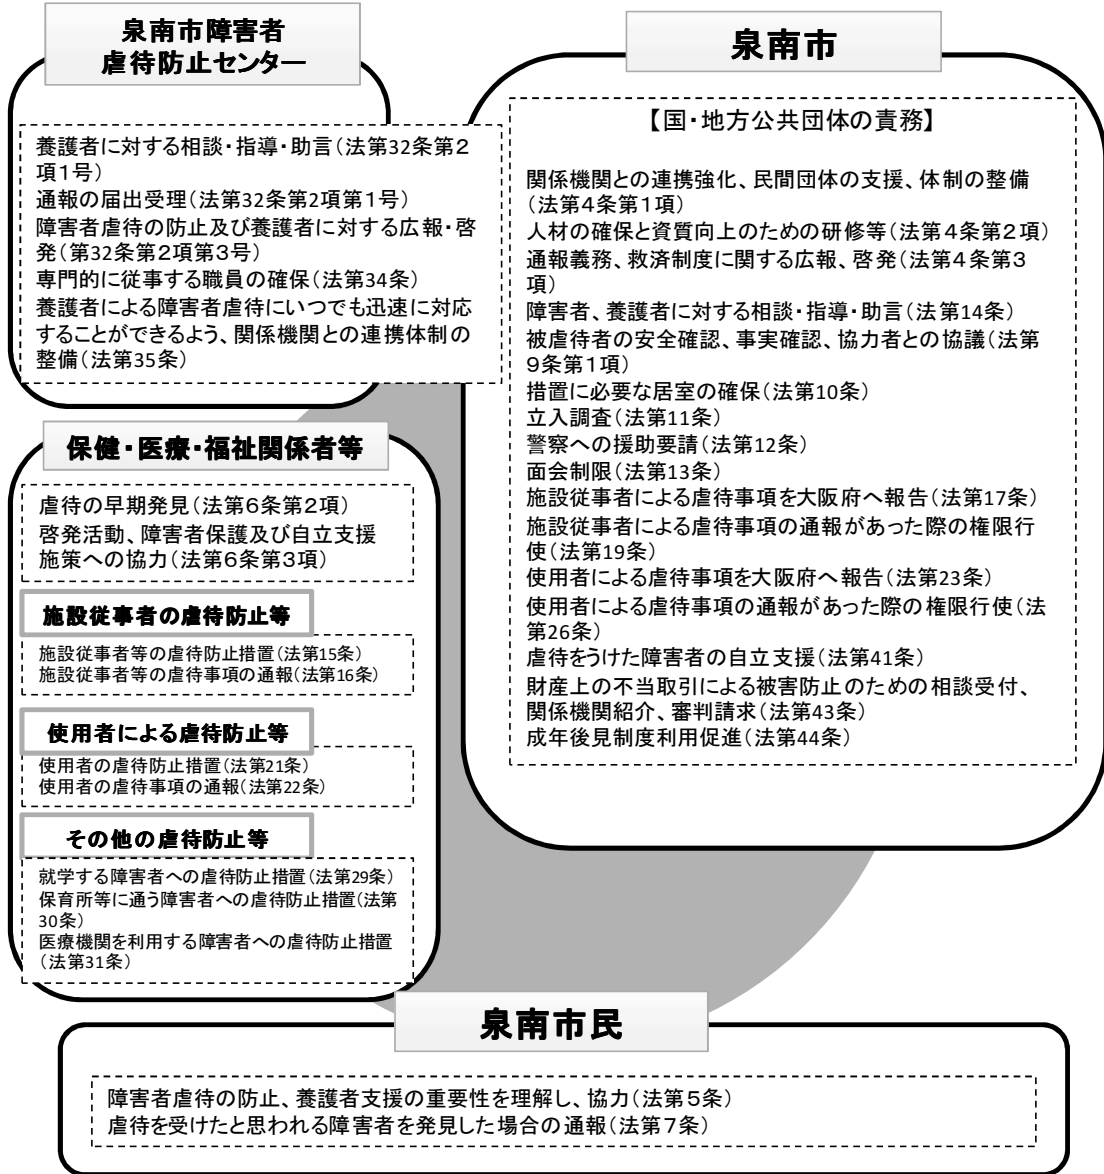 泉南市障害者
虐待防止センター
養護者に対する相談・指導・助言(法第32条第2
項1号)
通報の届出受理(法第32条第2項第1号)
障害者虐待の防止及び養護者に対する広報・啓
発(第32条第2項第3号)
専門的に従事する職員の確保(法第34条)
養護者による障害者虐待にいつでも迅速に対応
することができるよう、関係機関との連携体制の
整備(法第35条)
泉南市
【国・地方公共団体の責務】
関係機関との連携強化、民間団体の支援、体制の整備
(法第4条第1項)
人材の確保と資質向上のための研修等(法第4条第2項)
通報義務、救済制度に関する広報、啓発(法第4条第3
項)
障害者、養護者に対する相談・指導・助言(法第14条)
被虐待者の安全確認、事実確認、協力者との協議(法第
9条第1項)
措置に必要な居室の確保(法第10条)
立入調査(法第11条)
警察への援助要請(法第12条)
面会制限(法第13条)
施設従事者による虐待事項を大阪府へ報告(法第17条)
施設従事者による虐待事項の通報があった際の権限行
使(法第19条)
使用者による虐待事項を大阪府へ報告(法第23条)
使用者による虐待事項の通報があった際の権限行使(法
第26条)
虐待をうけた障害者の自立支援(法第41条)
財産上の不当取引による被害防止のための相談受付、
関係機関紹介、審判請求(法第43条)
成年後見制度利用促進(法第44条)
保健・医療・福祉関係者等
虐待の早期発見(法第6条第2項)
啓発活動、障害者保護及び自立支援
施策への協力(法第6条第3項)
施設従事者の虐待防止等
施設従事者等の虐待防止措置(法第15条)
施設従事者等の虐待事項の通報(法第16条)
使用者による虐待防止等
使用者の虐待防止措置(法第21条)
使用者の虐待事項の通報(法第22条)
その他の虐待防止等
就学する障害者への虐待防止措置(法第29条)
保育所等に通う障害者への虐待防止措置(法第
30条)
医療機関を利用する障害者への虐待防止措置
(法第31条)
泉南市民
障害者虐待の防止、養護者支援の重要性を理解し、協力(法第5条)
虐待を受けたと思われる障害者を発見した場合の通報(法第7条)